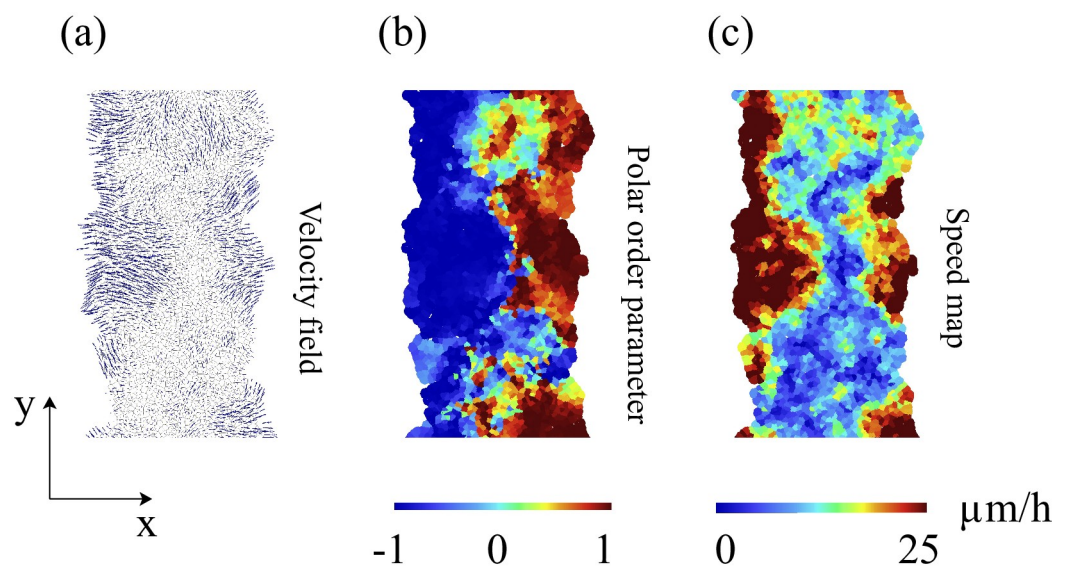 (a)
(b)
(c)
Velocity field
Polar order parameter
Speed map
y
x
-1
0
1
0
25
μm/h